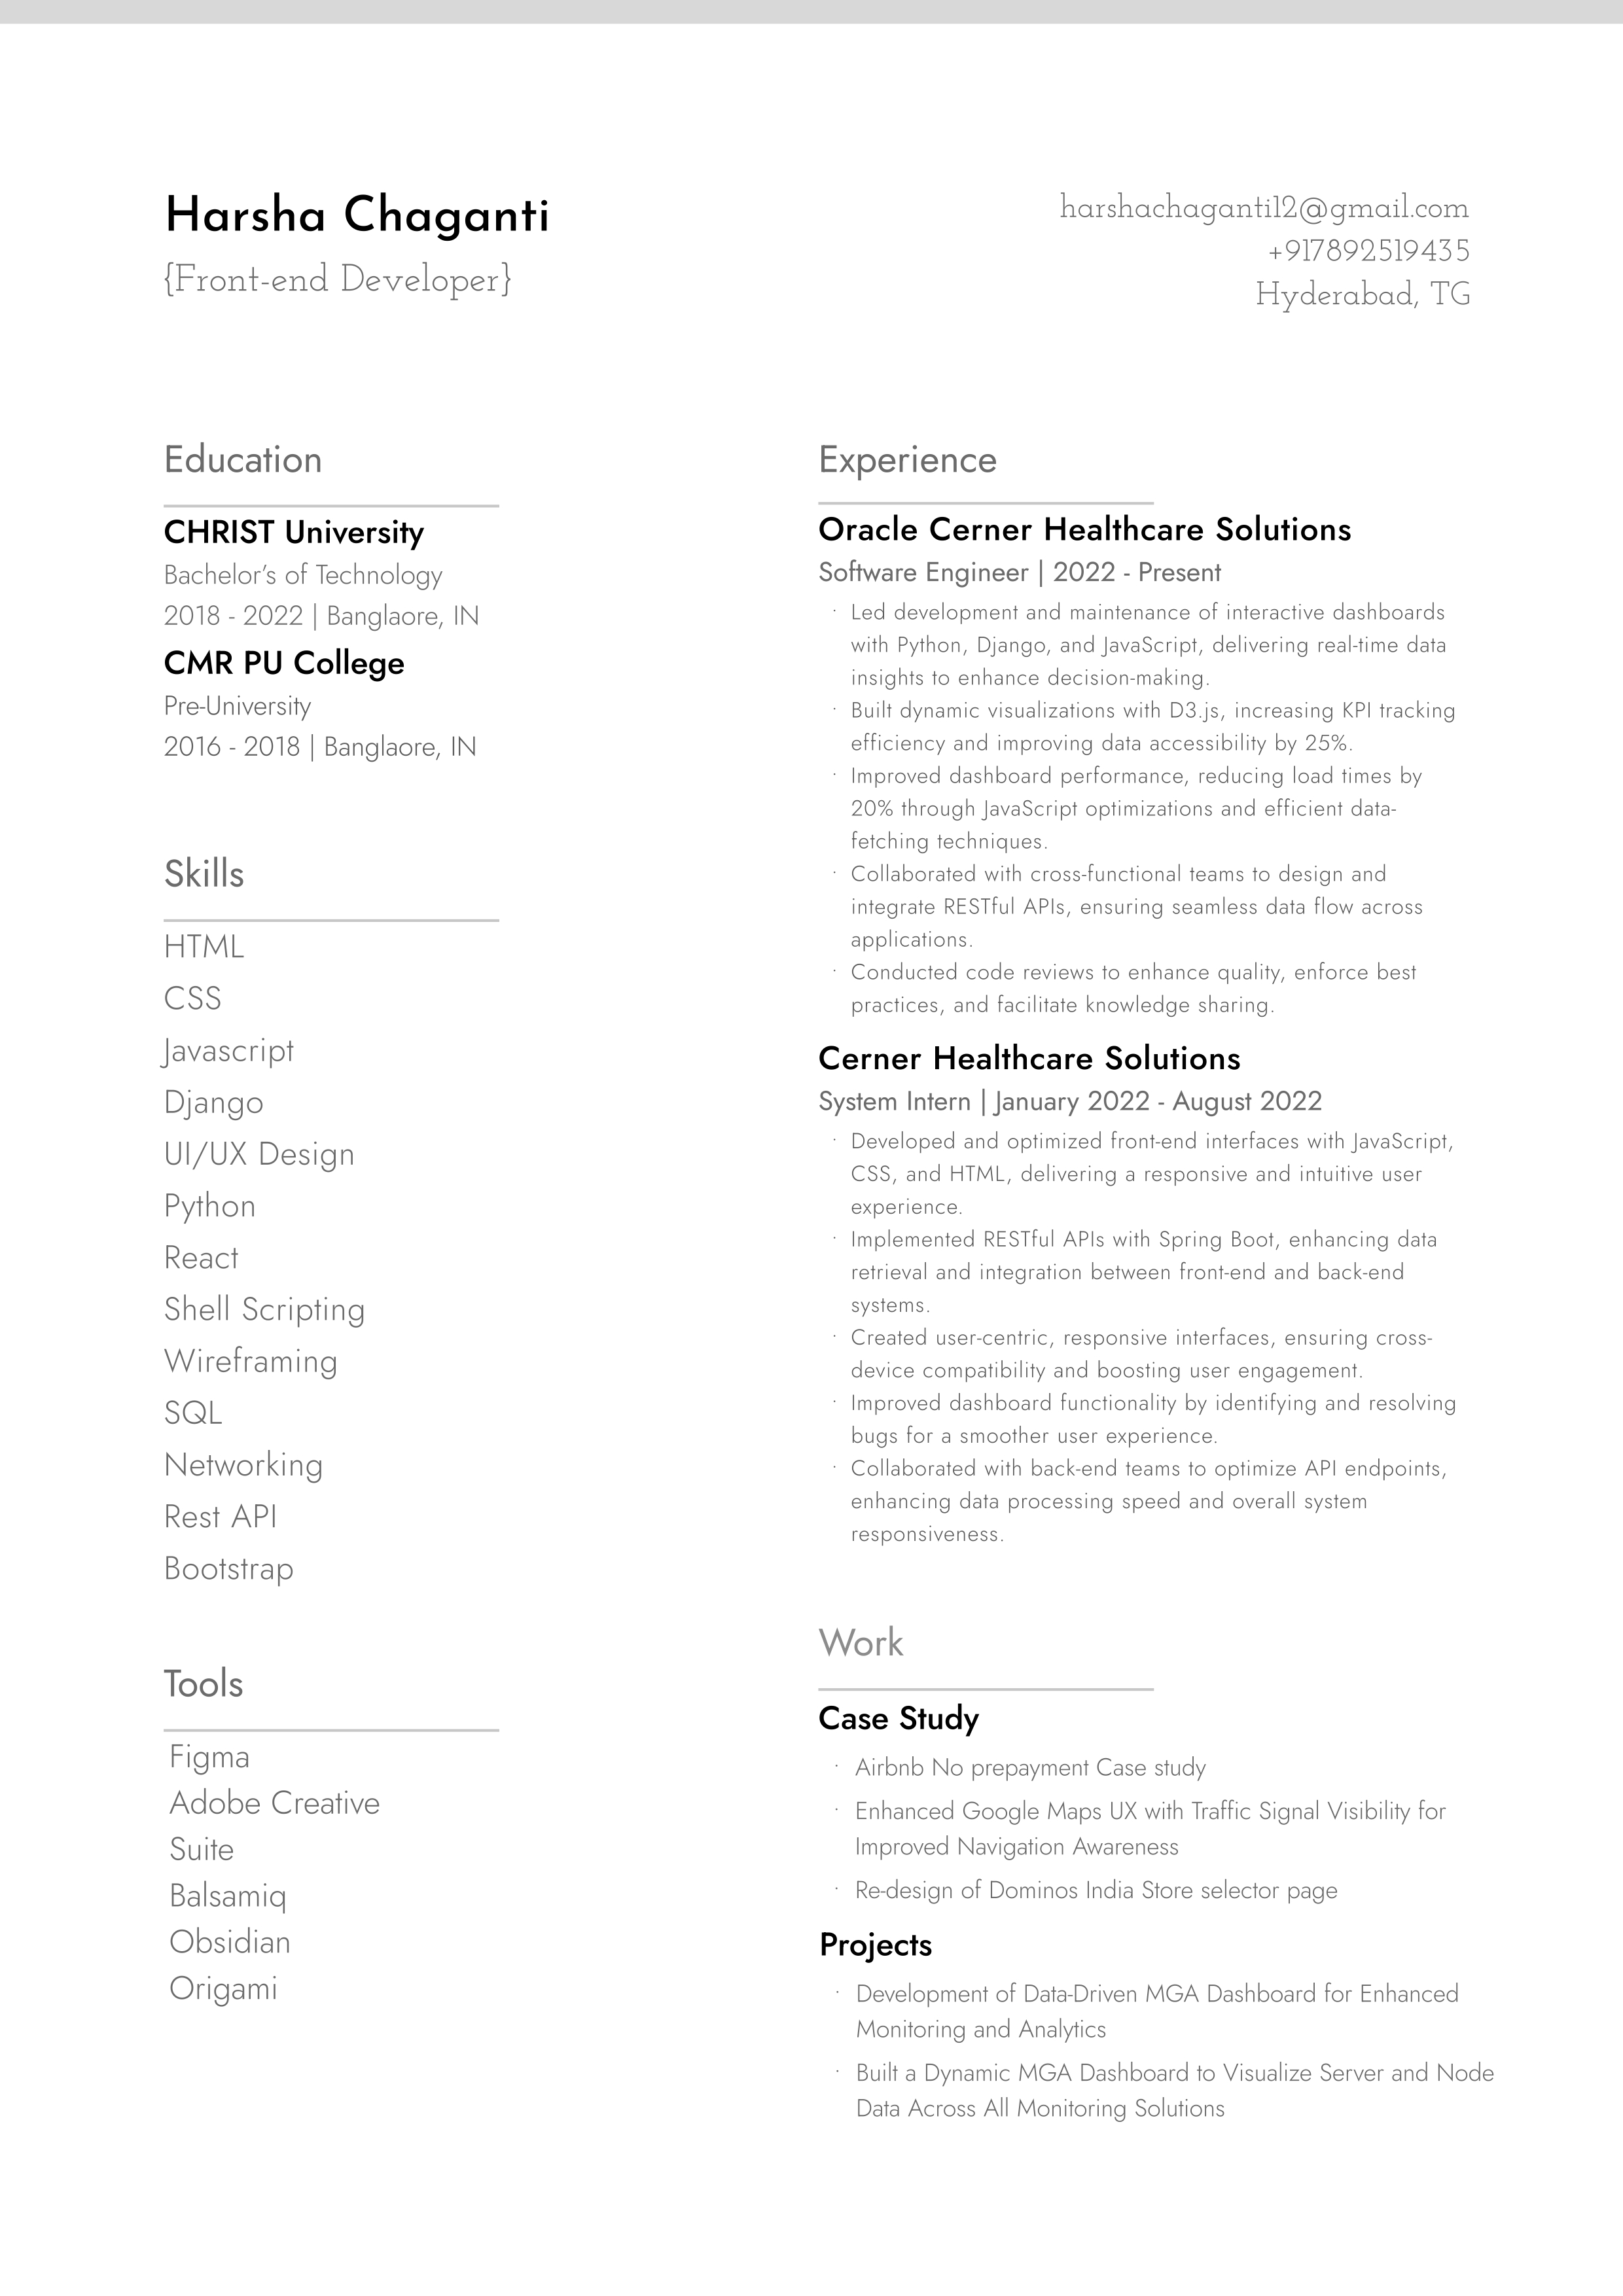 Harsha Chaganti
{Front-end Developer}
harshachaganti12@gmail.com
+917892519435
Hyderabad, TG
Education
CHRIST University
Bachelor's of Technology
2018 - 2022 | Banglaore, IN
CMR PU College
Pre-University
2016 - 2018 | Banglaore, IN
Skills
HTML
CSS
Javascript
Django
UI/UX Design
Python
React
Shell Scripting
Wireframing
SQL
Networking
Rest API
Bootstrap
Tools
Figma
Adobe Creative
Suite
Balsamiq
Obsidian
Origami
Experience
Oracle Cerner Healthcare Solutions
Software Engineer | 2022 - Present
· Led development and maintenance of interactive dashboards
with Python, Django, and JavaScript, delivering real-time data
insights to enhance decision-making.
· Built dynamic visualizations with D3.js, increasing KPI tracking
efficiency and improving data accessibility by 25%.
· Improved dashboard performance, reducing load times by
20% through JavaScript optimizations and efficient data-
fetching techniques.
· Collaborated with cross-functional teams to design and
integrate RESTful APIs, ensuring seamless data flow across
applications.
· Conducted code reviews to enhance quality, enforce best
practices, and facilitate knowledge sharing.
Cerner Healthcare Solutions
System Intern | January 2022 - August 2022
· Developed and optimized front-end interfaces with JavaScript,
CSS, and HTML, delivering a responsive and intuitive user
experience.
· Implemented RESTful APIs with Spring Boot, enhancing data
retrieval and integration between front-end and back-end
systems.
· Created user-centric, responsive interfaces, ensuring cross-
device compatibility and boosting user engagement.
· Improved dashboard functionality by identifying and resolving
bugs for a smoother user experience.
· Collaborated with back-end teams to optimize API endpoints,
enhancing data processing speed and overall system
responsiveness.
Work
Case Study
· Airbnb No prepayment Case study
· Enhanced Google Maps UX with Traffic Signal Visibility for
Improved Navigation Awareness
· Re-design of Dominos India Store selector page
Projects
· Development of Data-Driven MGA Dashboard for Enhanced
Monitoring and Analytics
· Built a Dynamic MGA Dashboard to Visualize Server and Node
Data Across All Monitoring Solutions